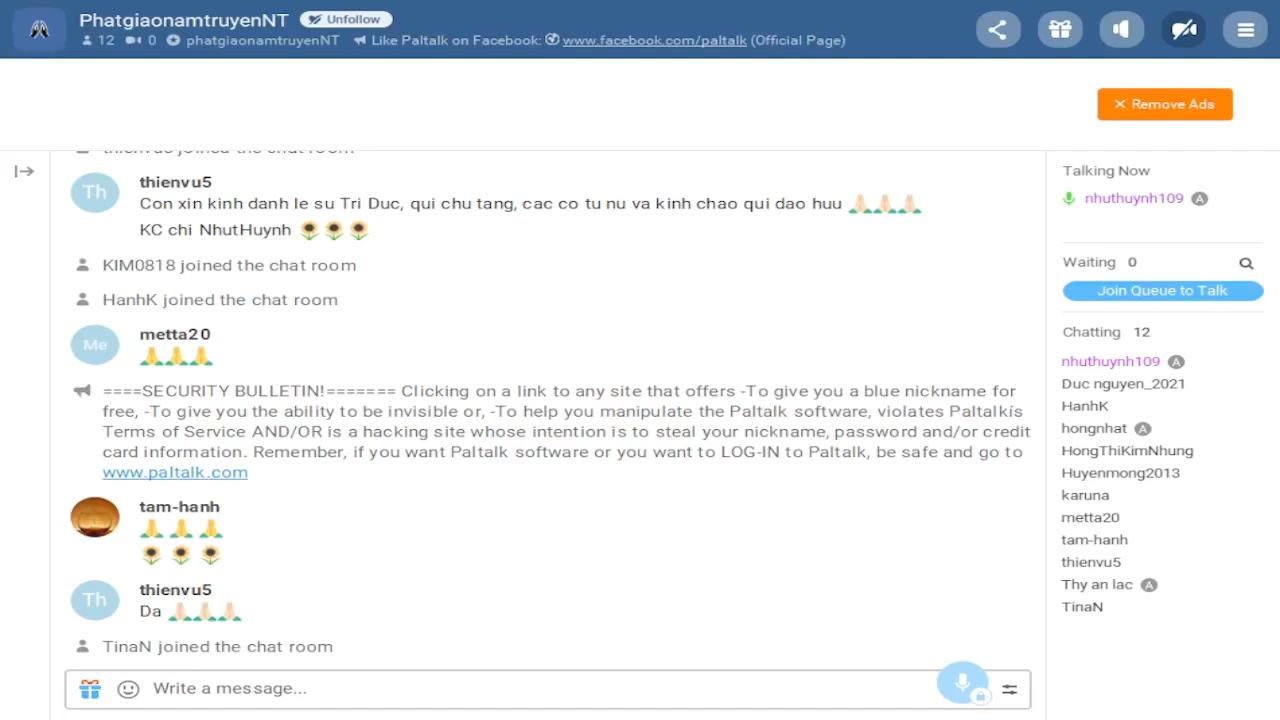 PhatgiaonamtruyenNT Unfollow
12 0 phatgiaonamtruyenNT Like Paltalk on Facebook: www.facebook.com/paltalk (Official Page)
Remove Ads
thienvu5 joined the chat room
Th thienvu5
Con xin kinh danh le su Tri Duc, qui chu tang, cac co tu nu va kinh chao qui dao huu
KC chi NhutHuynh
KIM0818 joined the chat room
HanhK joined the chat room
Me metta20
====SECURITY BULLETIN!======= Clicking on a link to any site that offers -To give you a blue nickname for
free, -To give you the ability to be invisible or, -To help you manipulate the Paltalk software, violates Paltalkís
Terms of Service AND/OR is a hacking site whose intention is to steal your nickname, password and/or credit
card information. Remember, if you want Paltalk software or you want to LOG-IN to Paltalk, be safe and go to
www.paltalk.com
tam-hanh
Th thienvu5
Da
TinaN joined the chat room
Write a message...
Talking Now
nhuthuynh109 A
Waiting 0
Join Queue to Talk
Chatting 12
nhuthuynh109 A
Duc nguyen_2021
HanhK
hongnhat A
HongThiKimNhung
Huyenmong2013
karuna
metta20
tam-hanh
thienvu5
Thy an lac A
TinaN